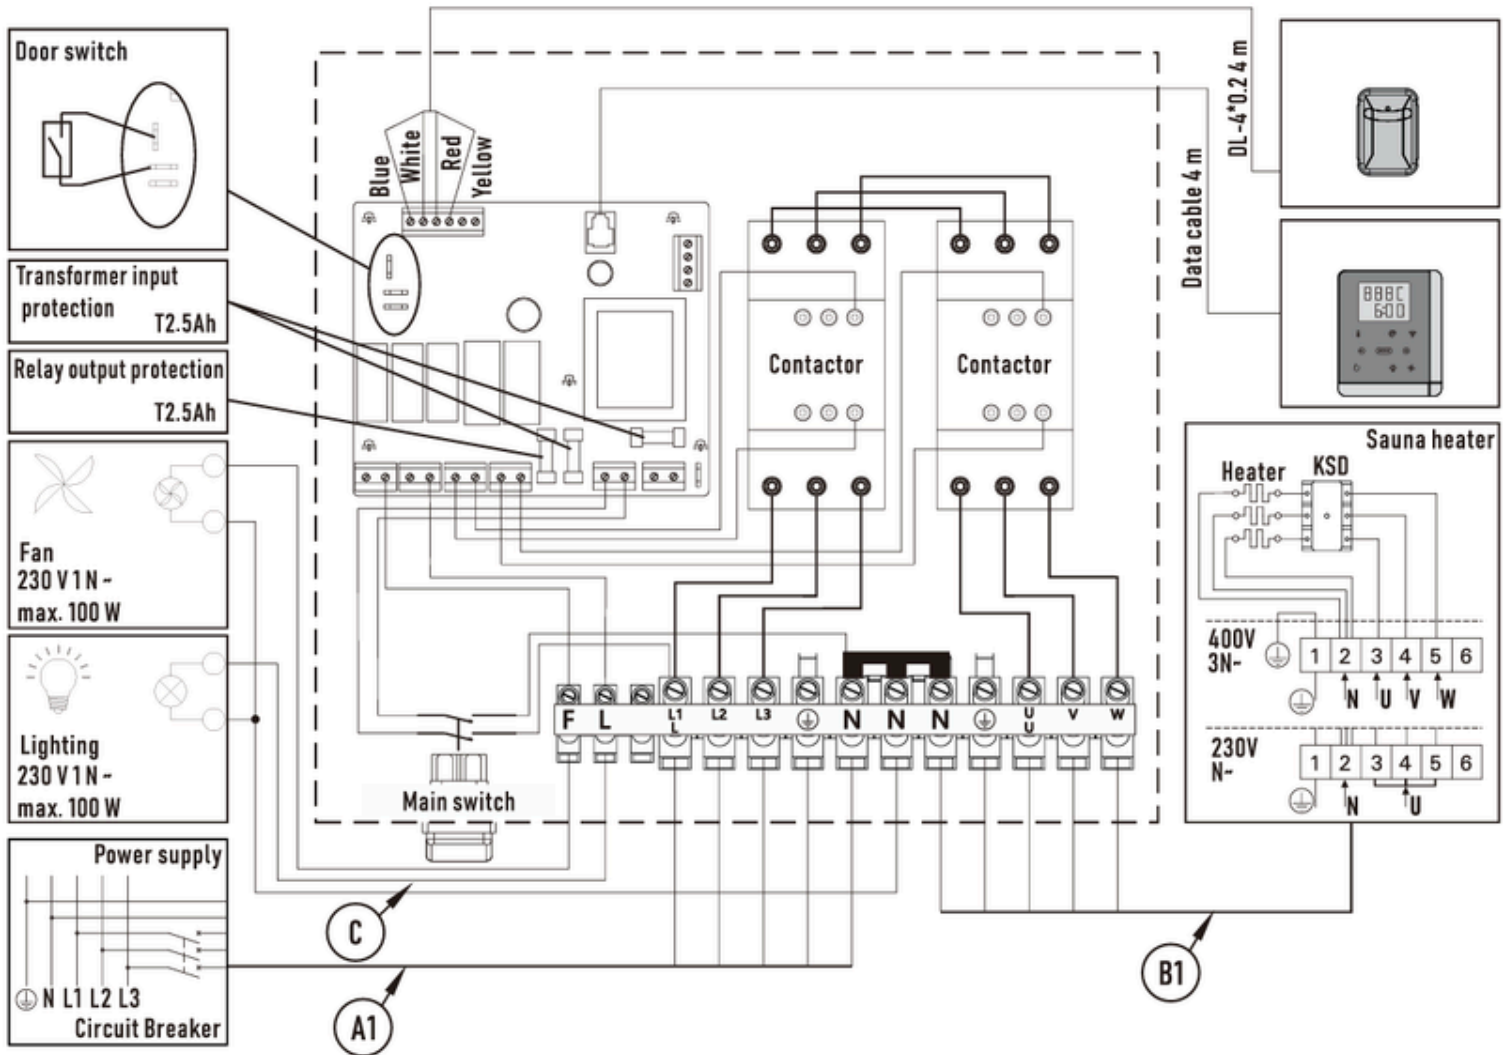 Door switch
Transformer input
protection
T2.5Ah
Relay output protection
T2.5Ah
Fan
230 V 1 N ~
max. 100 W
Lighting
230 V 1 N ~
max. 100 W
Power supply
N L1 L2 L3
Circuit Breaker
Blue
White
Red
Yellow
Contactor
Contactor
F L L1 L2 L3 N N N U V W
L U
Main switch
C
A1
B1
DL-4*0.2 4 m
Data cable 4 m
888C
6:00
Sauna heater
Heater KSD
400V
3N~
1 2 3 4 5 6
N U V W
230V
N~
1 2 3 4 5 6
N U